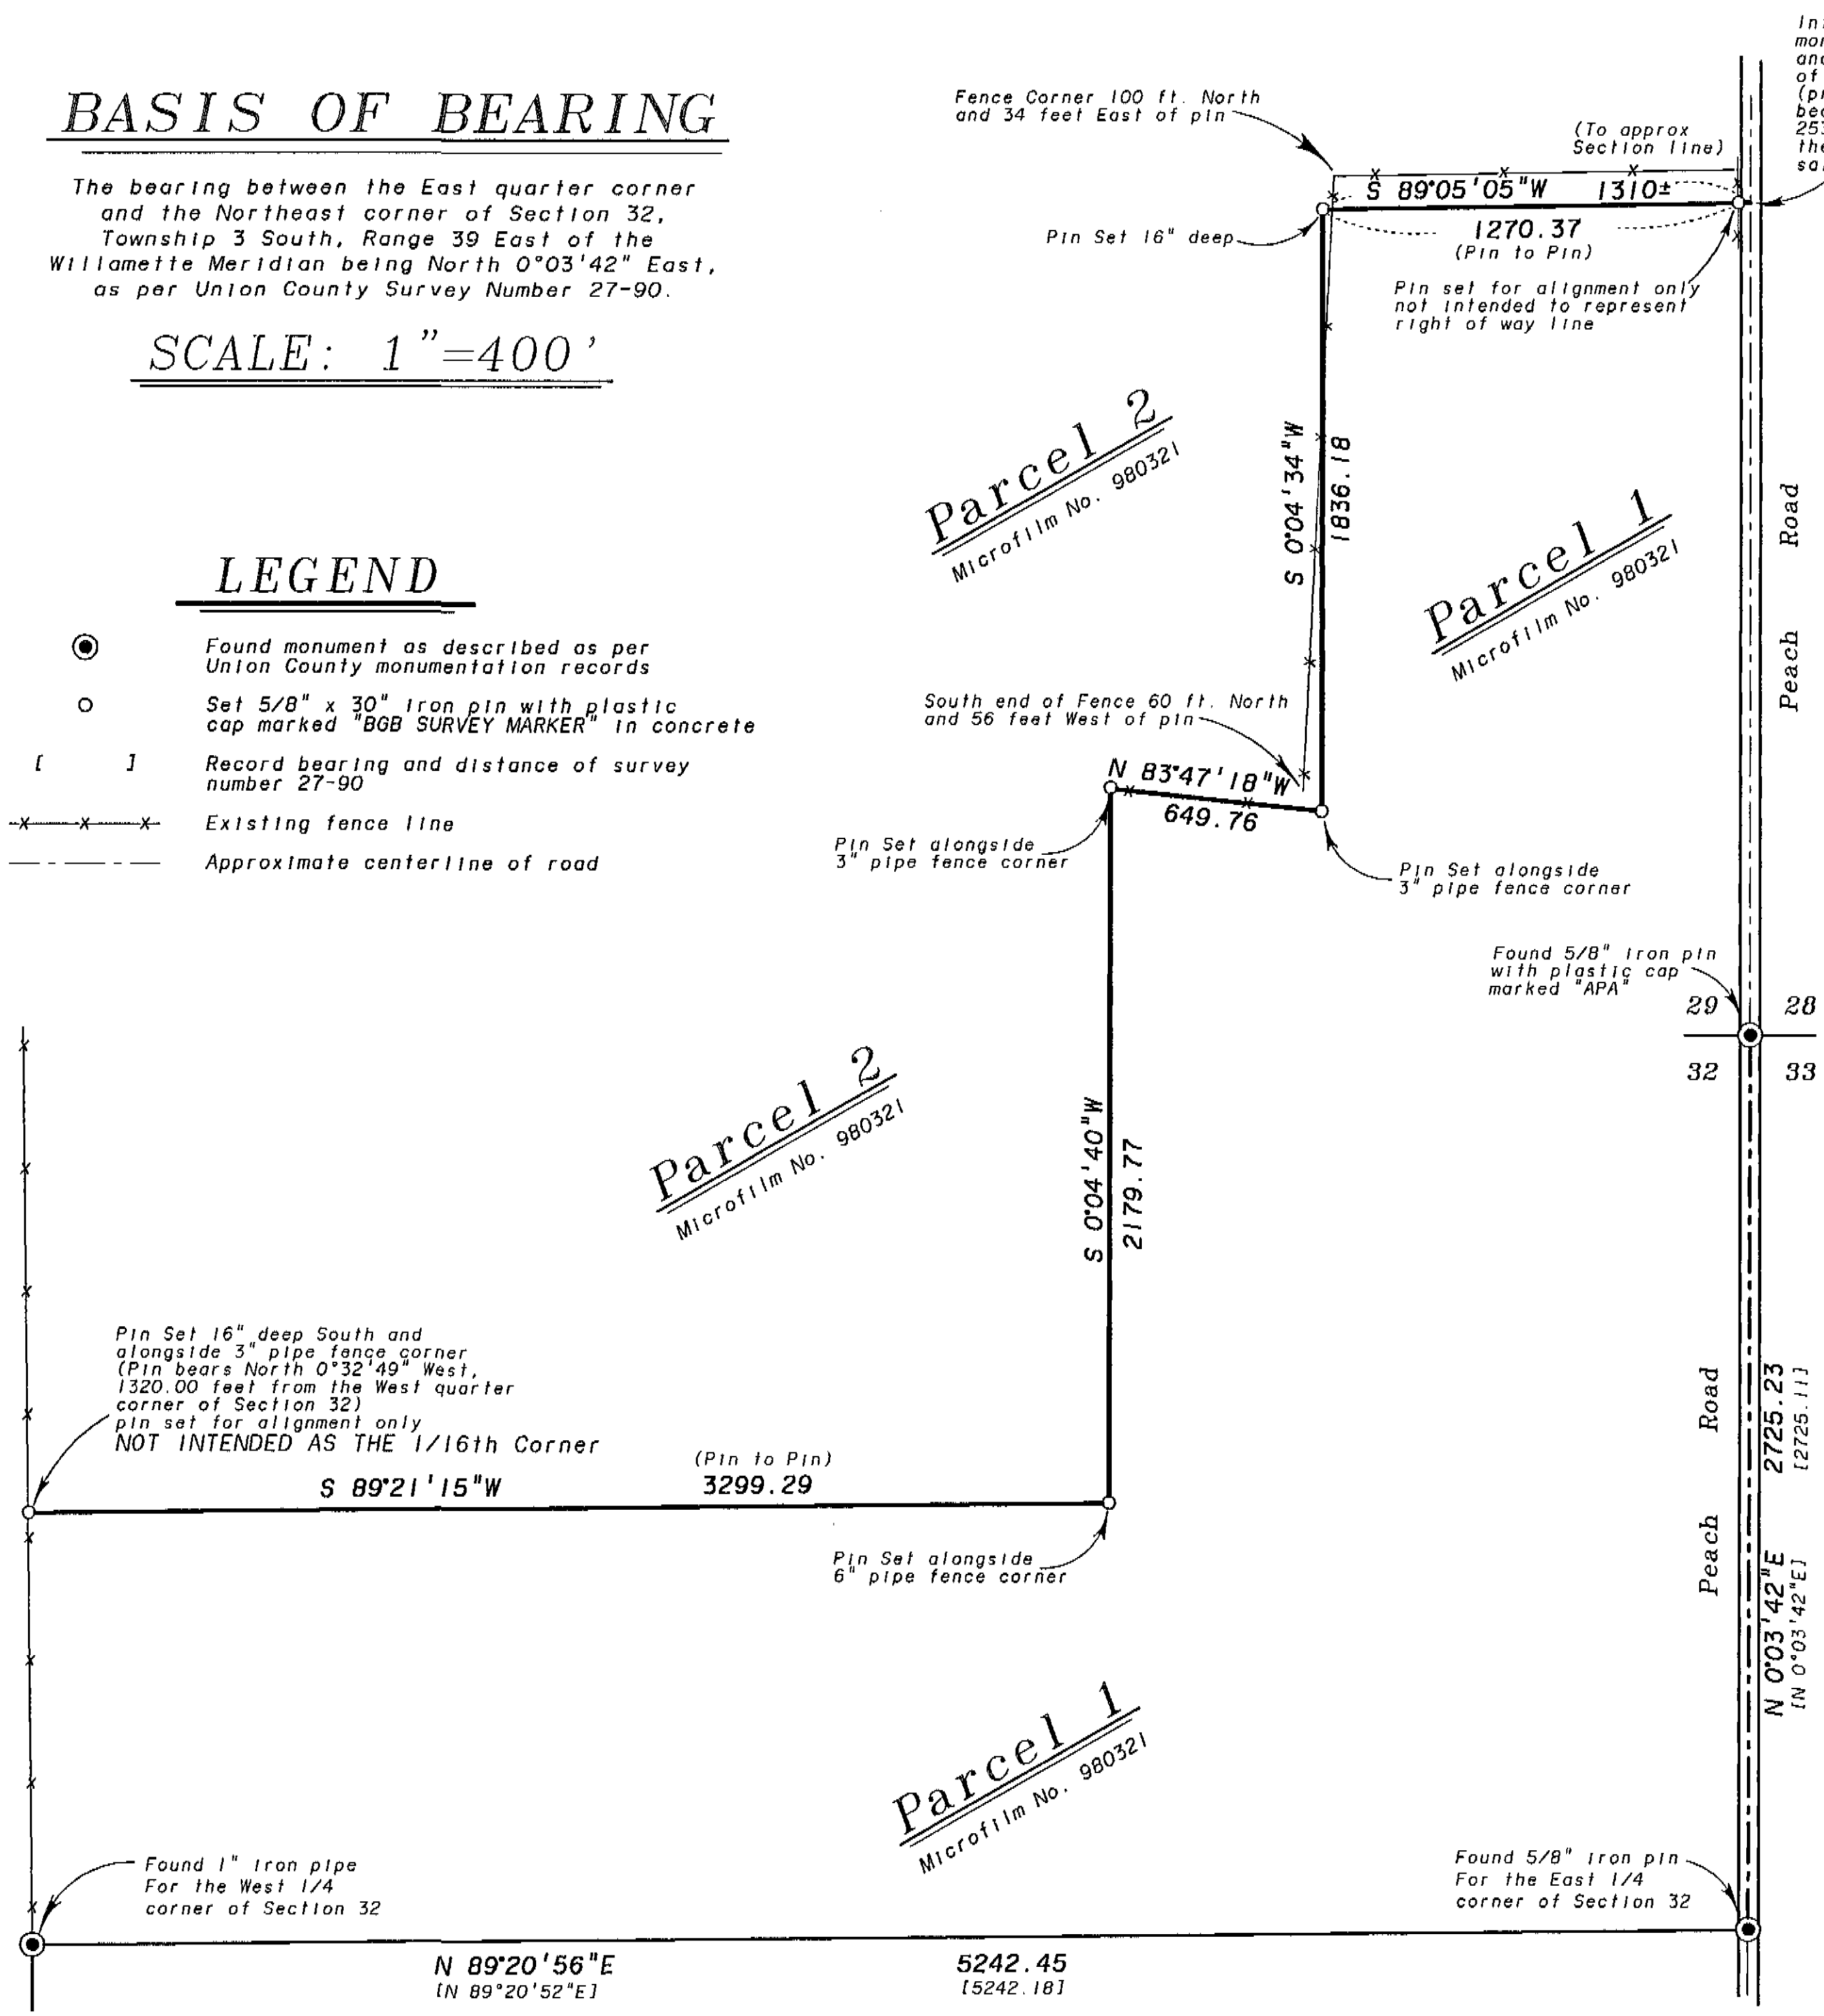 BASIS OF BEARING
The bearing between the East quarter corner
and the Northeast corner of Section 32,
Township 3 South, Range 39 East of the
Willamette Meridian being North 0°03'42" East,
as per Union County Survey Number 27-90.
SCALE: 1"=400'
LEGEND
Found monument as described as per
Union County monumentation records
Set 5/8" x 30" iron pin with plastic
cap marked "BGB SURVEY MARKER" in concrete
[ ]
Record bearing and distance of survey
number 27-90
Existing fence line
Approximate centerline of road
Fence Corner 100 ft. North
and 34 feet East of pin
(To approx
Section line)
S 89°05'05"W 1310±
1270.37
(Pin to Pin)
Pin Set 16" deep
Pin set for alignment only
not intended to represent
right of way line
and
of
Parcel 2
Microfilm No. 980321
S 0°04'34"W
1836.18
Parcel 1
Microfilm No. 980321
Peach Road
South end of Fence 60 ft. North
and 56 feet West of pin
N 83°47'18"W
649.76
Pin Set alongside
3" pipe fence corner
Pin Set alongside
3" pipe fence corner
Found 5/8" iron pin
with plastic cap
marked "APA"
29 28
32 33
Parcel 2
Microfilm No. 980321
S 0°04'40"W
2179.77
Pin Set 16" deep South and
alongside 3" pipe fence corner
(Pin bears North 0°32'49" West,
1320.00 feet from the West quarter
corner of Section 32)
pin set for alignment only
NOT INTENDED AS THE 1/16th Corner
(Pin to Pin)
S 89°21'15"W 3299.29
Pin Set alongside
6" pipe fence corner
Peach Road
N 0°03'42"E 2725.23
[N 0°03'42"E] [2725.11]
Parcel 1
Microfilm No. 980321
Found 1" iron pipe
For the West 1/4
corner of Section 32
Found 5/8" iron pin
For the East 1/4
corner of Section 32
N 89°20'56"E 5242.45
[N 89°20'52"E] [5242.18]